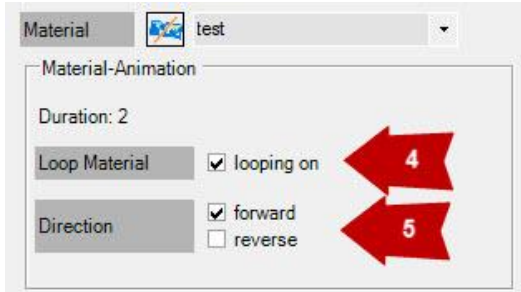 Material test
Material-Animation
Duration: 2
Loop Material looping on 4
Direction forward 5
reverse